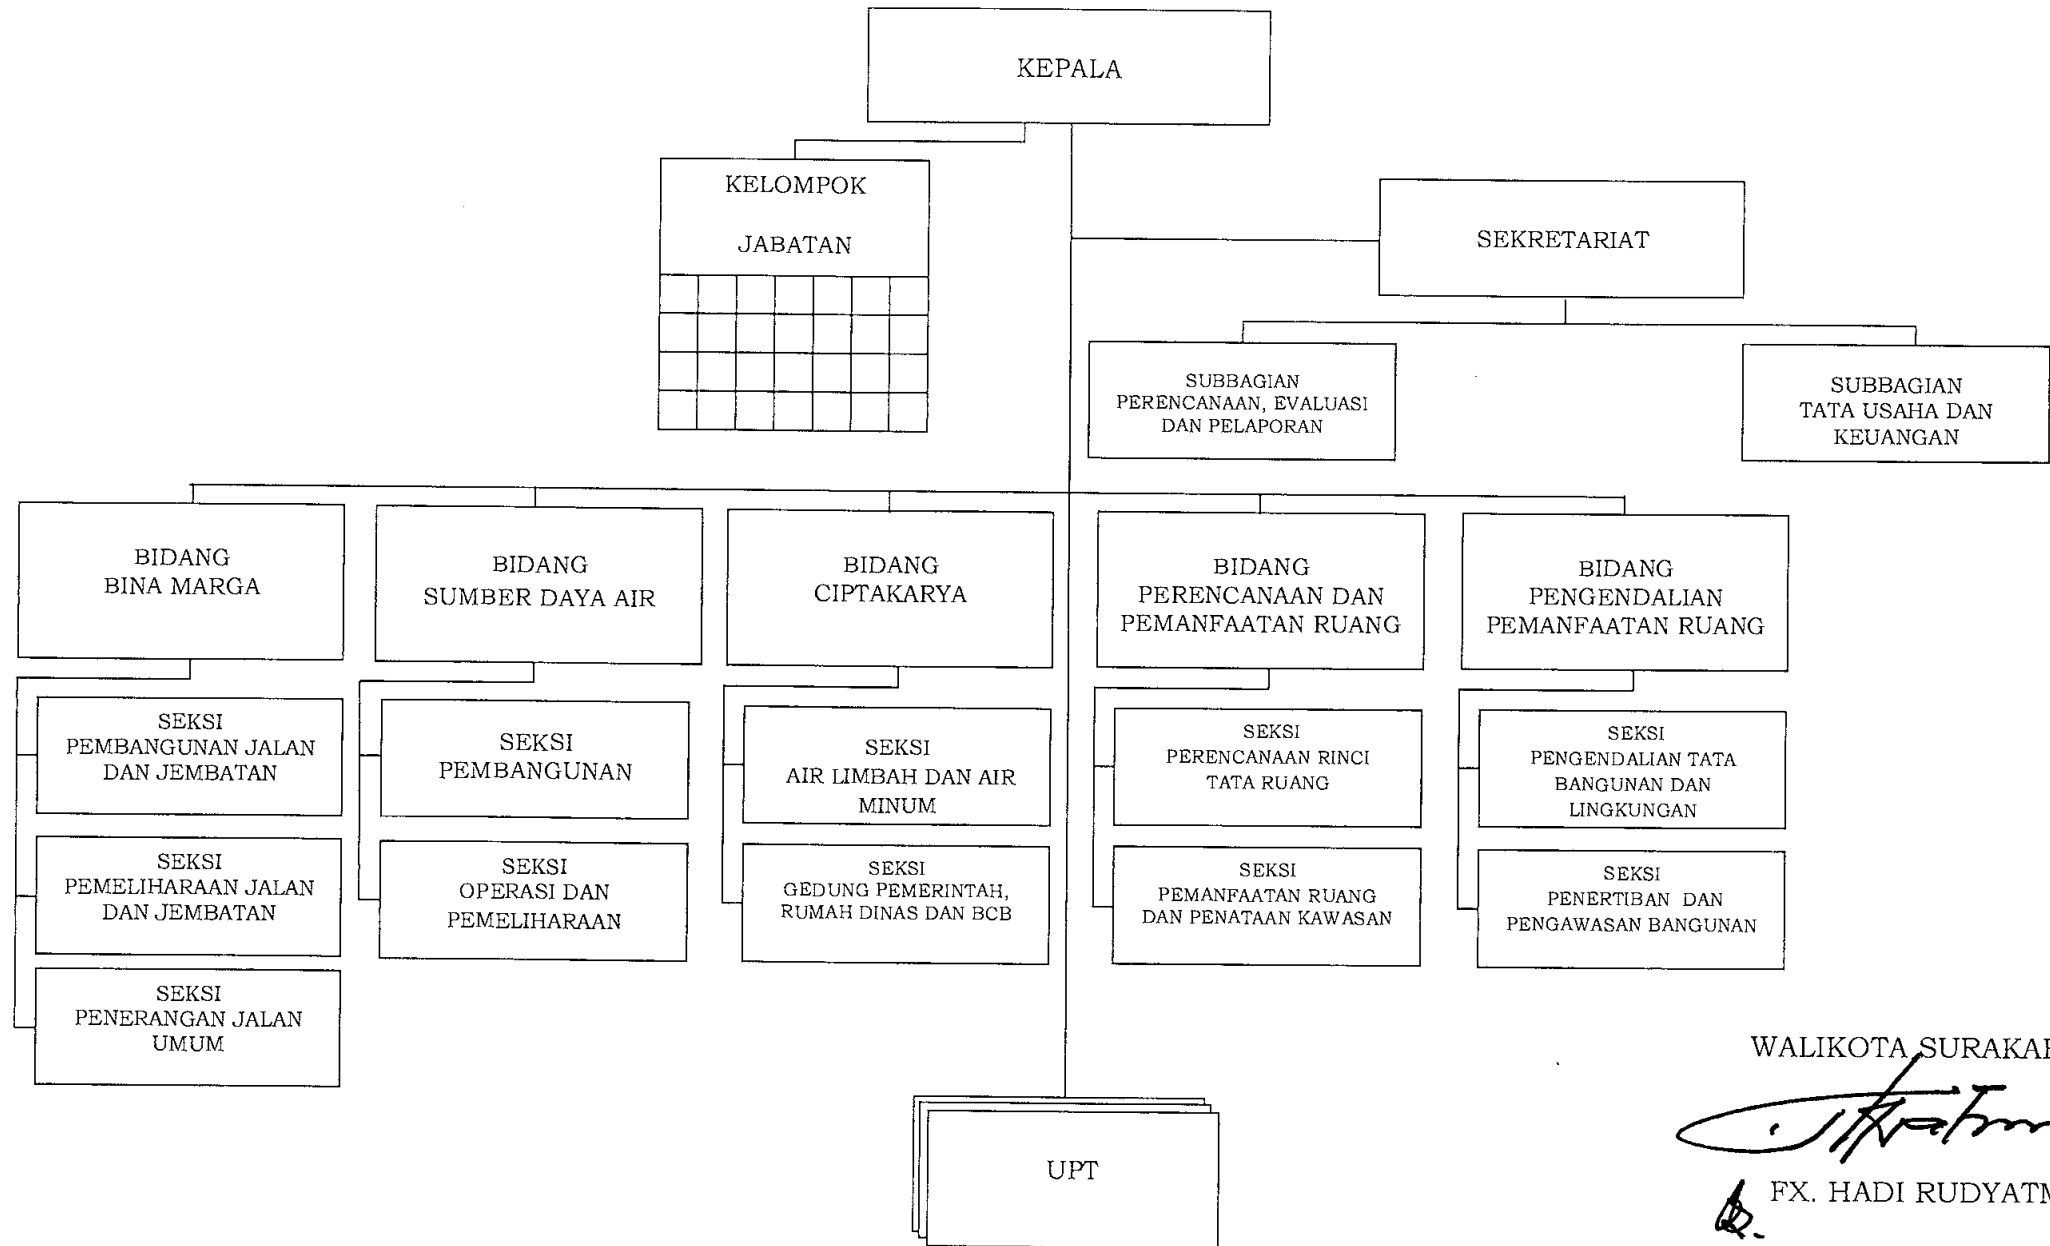 KEPALA
KELOMPOK
JABATAN
SEKRETARIAT
SUBBAGIAN
PERENCANAAN, EVALUASI
DAN PELAPORAN
SUBBAGIAN
TATA USAHA DAN
KEUANGAN
BIDANG
BINA MARGA
BIDANG
SUMBER DAYA AIR
BIDANG
CIPTAKARYA
BIDANG
PERENCANAAN DAN
PEMANFAATAN RUANG
BIDANG
PENGENDALIAN
PEMANFAATAN RUANG
SEKSI
PEMBANGUNAN JALAN
DAN JEMBATAN
SEKSI
PEMBANGUNAN
SEKSI
AIR LIMBAH DAN AIR
MINUM
SEKSI
PERENCANAAN RINCI
TATA RUANG
SEKSI
PENGENDALIAN TATA
BANGUNAN DAN
LINGKUNGAN
SEKSI
PEMELIHARAAN JALAN
DAN JEMBATAN
SEKSI
OPERASI DAN
PEMELIHARAAN
SEKSI
GEDUNG PEMERINTAH,
RUMAH DINAS DAN BCB
SEKSI
PEMANFAATAN RUANG
DAN PENATAAN KAWASAN
SEKSI
PENERTIBAN DAN
PENGAWASAN BANGUNAN
SEKSI
PENERANGAN JALAN
UMUM
UPT
WALIKOTA
FX. HADI